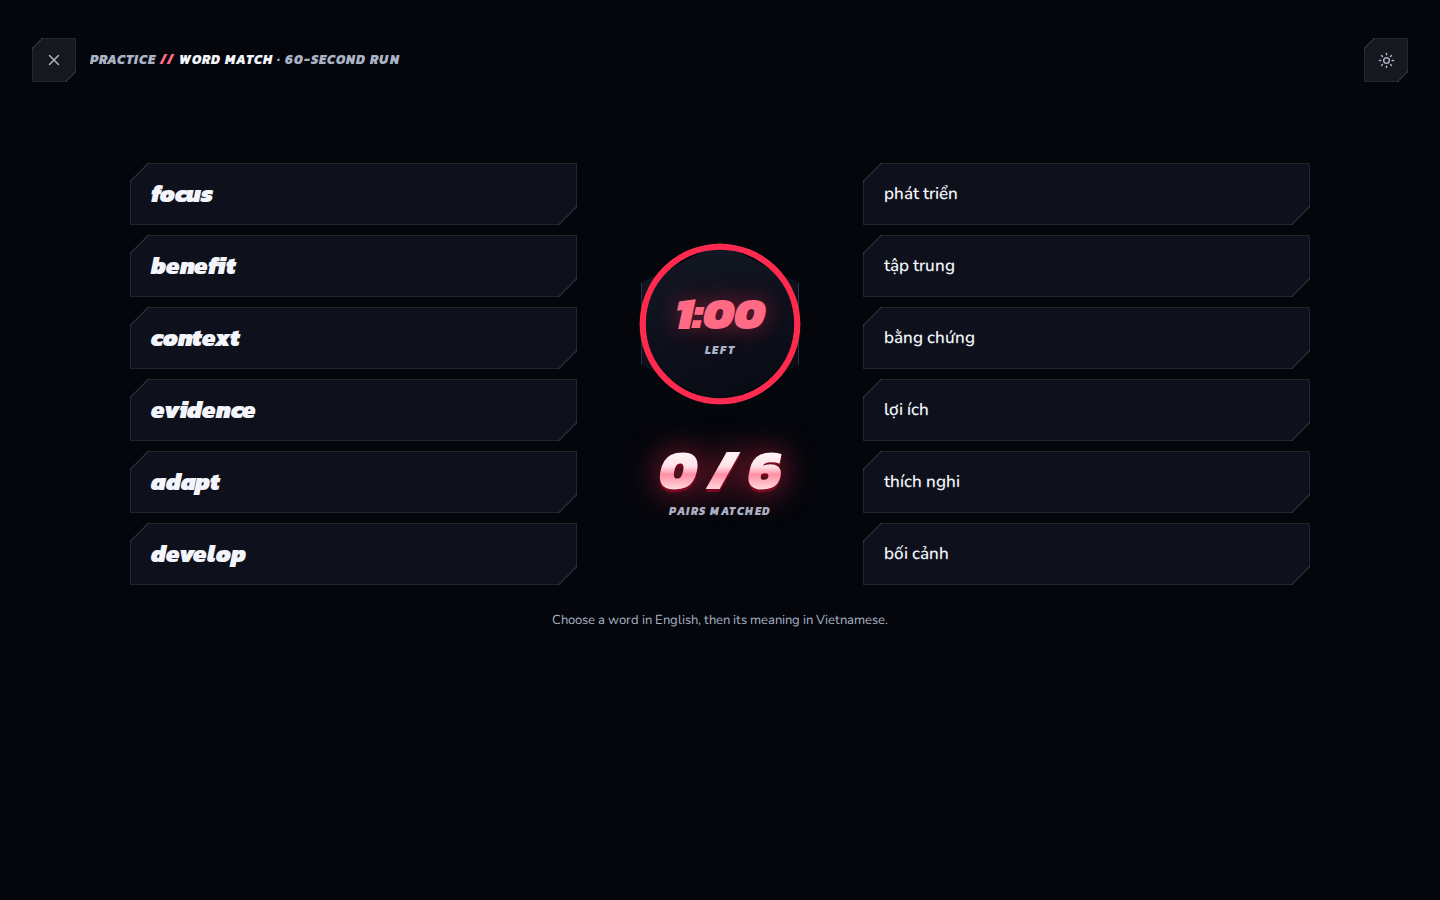 PRACTICE // WORD MATCH · 60-SECOND RUN
focus
benefit
context
evidence
adapt
develop
1:00
LEFT
0 / 6
PAIRS MATCHED
phát triển
tập trung
bằng chứng
lợi ích
thích nghi
bối cảnh
Choose a word in English, then its meaning in Vietnamese.